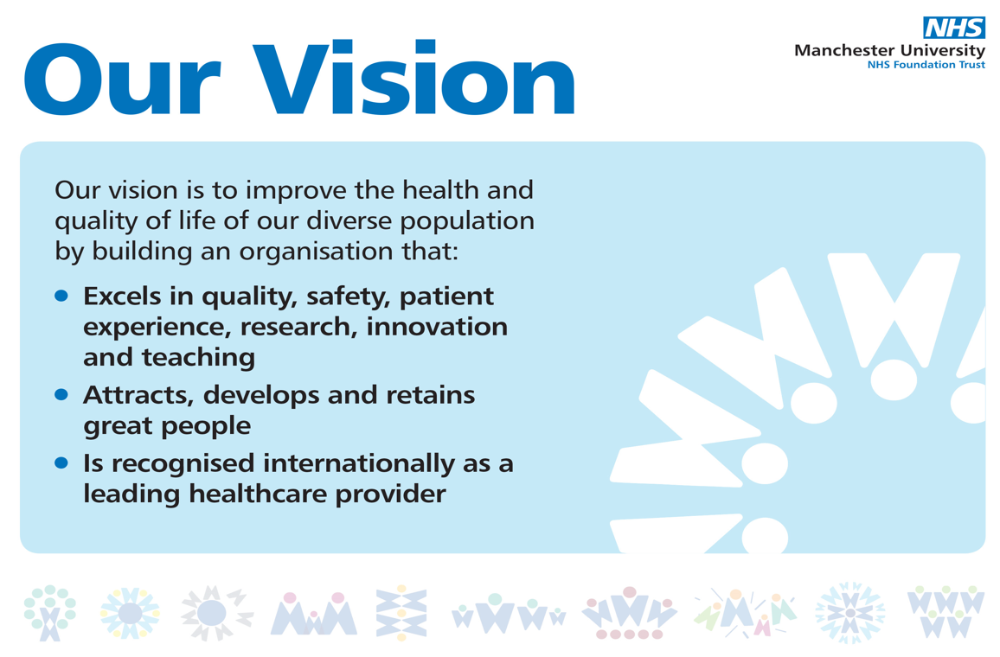 NHS
Manchester University
NHS Foundation Trust
Our Vision
Our vision is to improve the health and
quality of life of our diverse population
by building an organisation that:
• Excels in quality, safety, patient
experience, research, innovation
and teaching
• Attracts, develops and retains
great people
• Is recognised internationally as a
leading healthcare provider